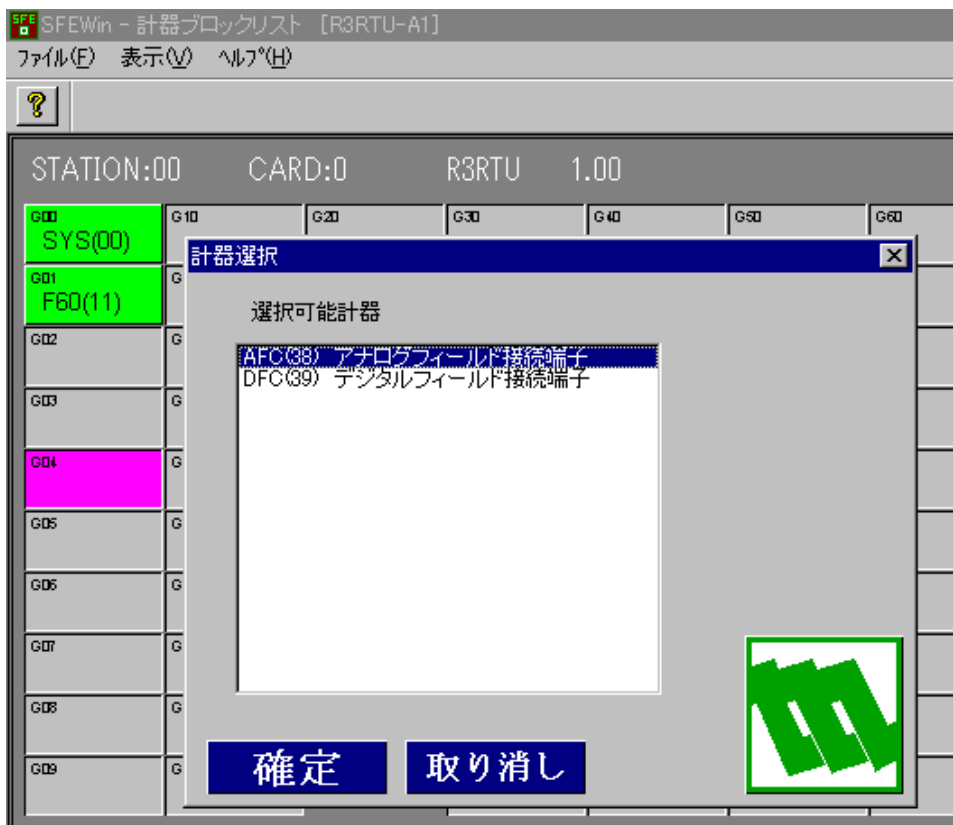 SFE SFEWin - 計器ブロックリスト [R3RTU-A1]
ファイル(F) 表示(V) ヘルプ(H)
?
STATION:00 CARD:0 R3RTU 1.00
G00 G10 G20 G30 G40 G50 G60
SYS(00)
計器選択
G01 G
F60(11)
選択可能計器
G02 G
AFC(38) アナログフィールド接続端子
DFC(39) デジタルフィールド接続端子
G03 G
G04 G
G05 G
G06 G
G07 G
G08 G
G09 G
確定 取り消し